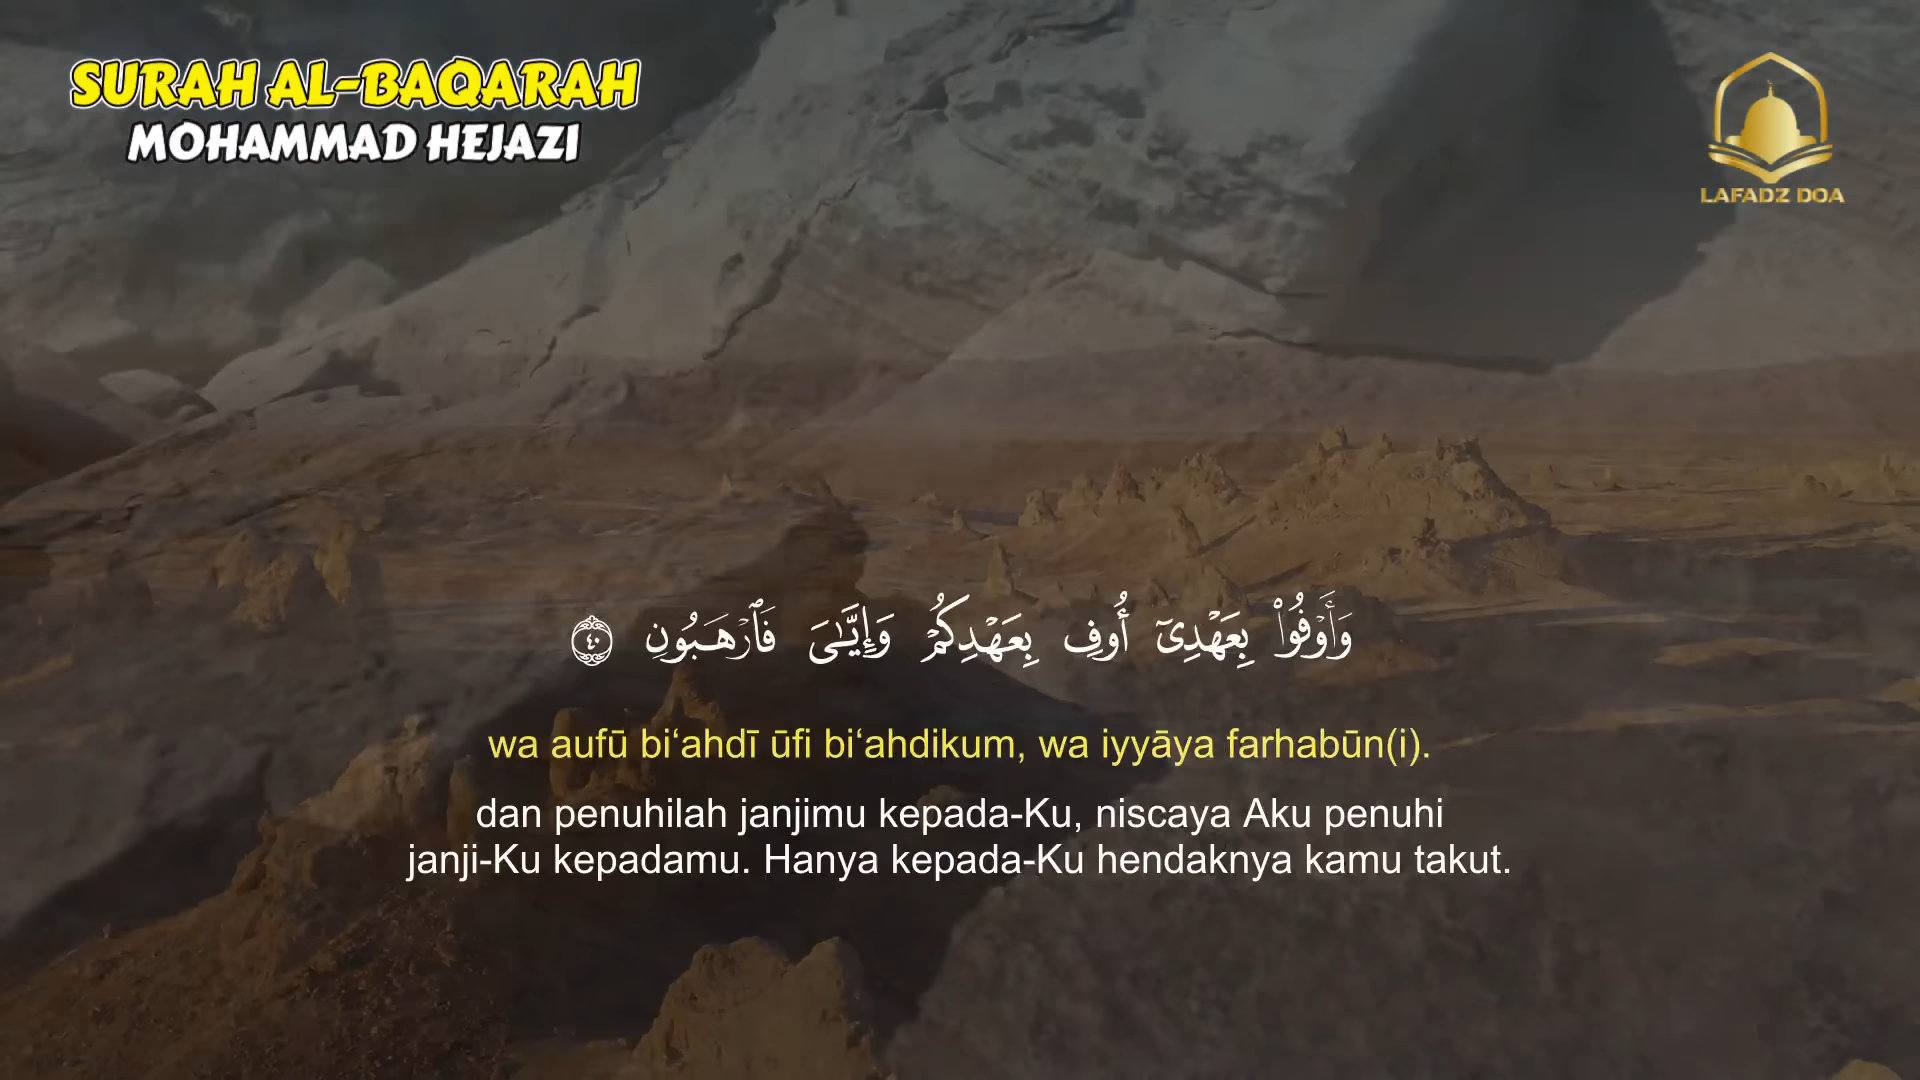 SURAH AL-BAQARAH
MOHAMMAD HEJAZI
LAFADZ DOA
وَأَوْفُوا۟ بِعَهْدِىٓ أُوفِ بِعَهْدِكُمْ وَإِيَّـٰىَ فَٱرْهَبُونِ ٤٠
wa aufū bi‘ahdī ūfi bi‘ahdikum, wa iyyāya farhabūn(i).
dan penuhilah janjimu kepada-Ku, niscaya Aku penuhi
janji-Ku kepadamu. Hanya kepada-Ku hendaknya kamu takut.